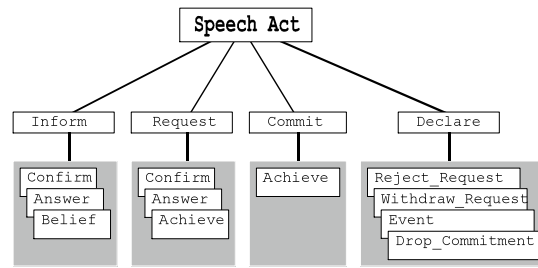 Speech Act
Inform Request Commit Declare
Confirm Confirm Achieve Reject_Request
Answer Answer Withdraw_Request
Belief Achieve Event
Drop_Commitment